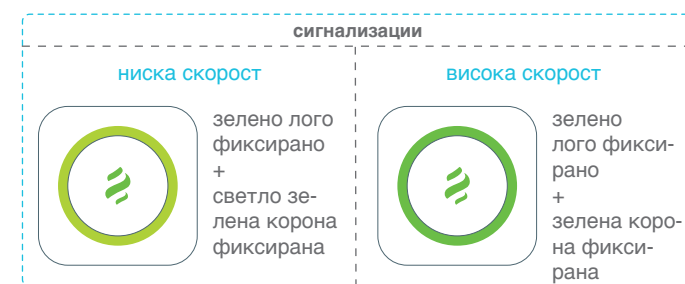 сигнализации
ниска скорост
зелено лого
фиксирано
+
светло зе-
лена корона
фиксирана
висока скорост
зелено
лого фикси-
рано
+
зелена коро-
на фикси-
рана